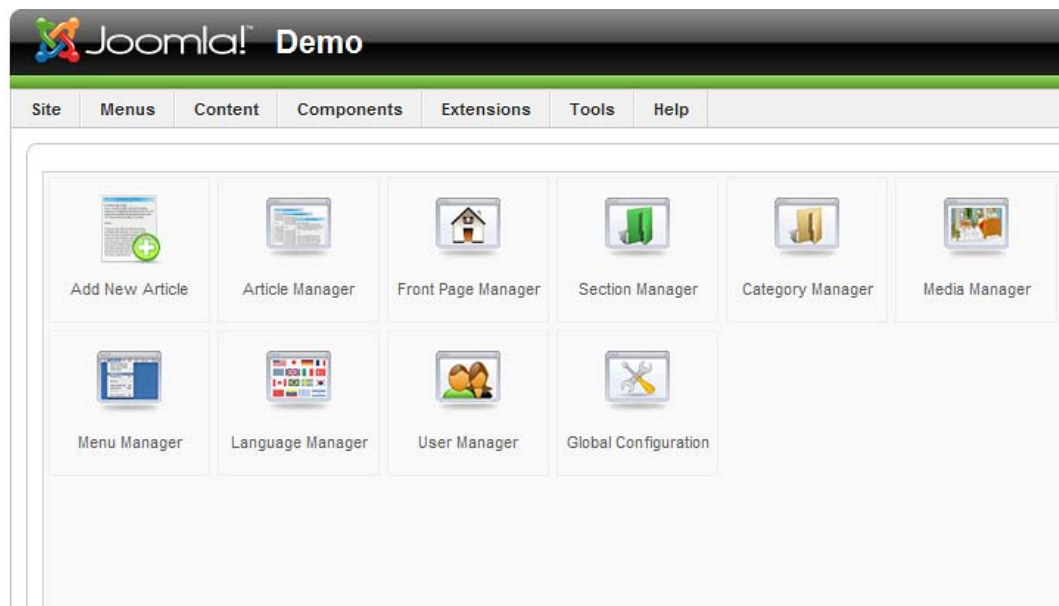 Joomla!™ Demo
Site Menus Content Components Extensions Tools Help
Add New Article Article Manager Front Page Manager Section Manager Category Manager Media Manager
Menu Manager Language Manager User Manager Global Configuration